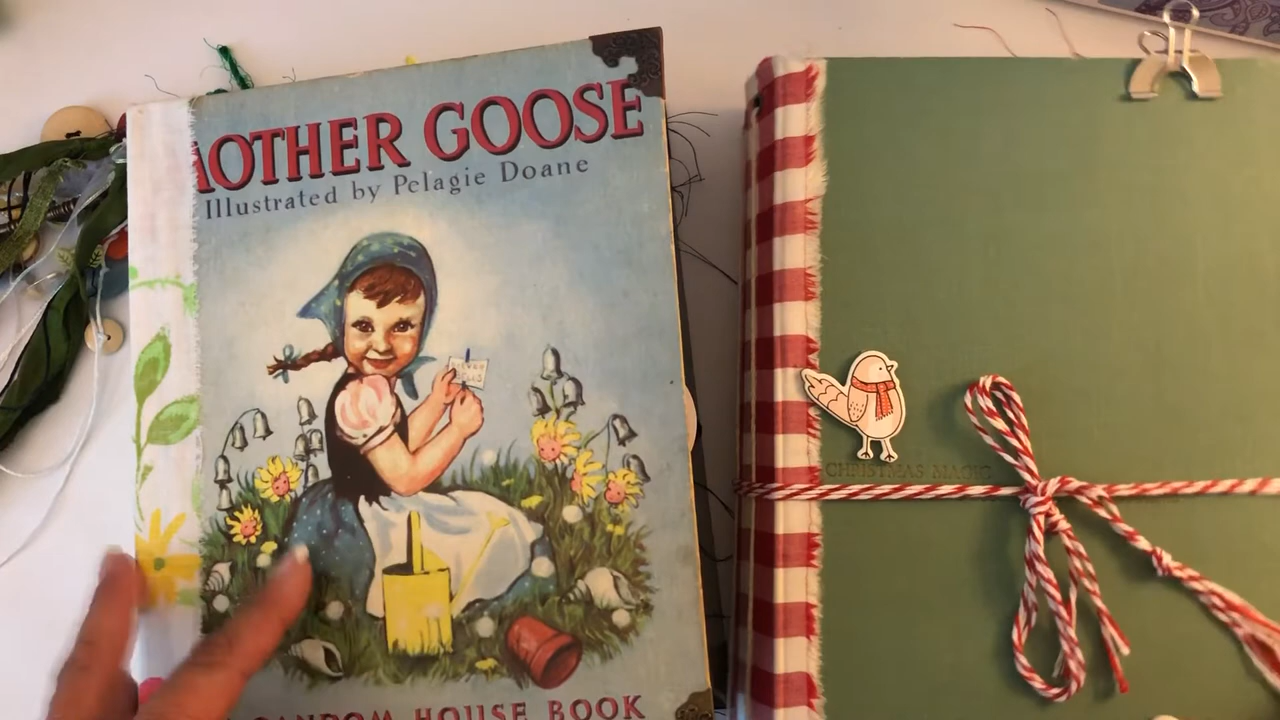 MOTHER GOOSE
Illustrated by Pelagie Doane
RANDOM HOUSE BOOK
CHRISTMAS MAGIC